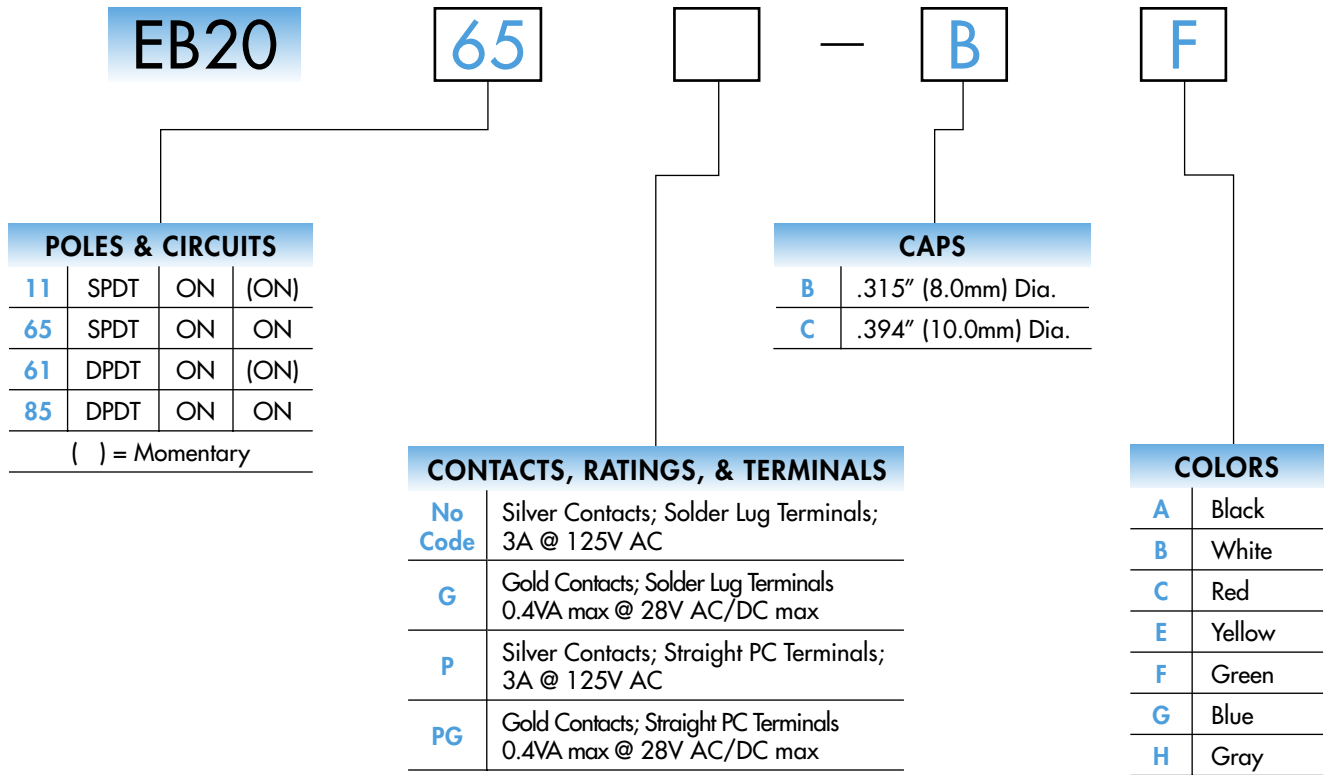 EB20 65 — B F
POLES & CIRCUITS
11 SPDT ON (ON)
65 SPDT ON ON
61 DPDT ON (ON)
85 DPDT ON ON
( ) = Momentary
CONTACTS, RATINGS, & TERMINALS
No Code Silver Contacts; Solder Lug Terminals;
3A @ 125V AC
G Gold Contacts; Solder Lug Terminals
0.4VA max @ 28V AC/DC max
P Silver Contacts; Straight PC Terminals;
3A @ 125V AC
PG Gold Contacts; Straight PC Terminals
0.4VA max @ 28V AC/DC max
CAPS
B .315″ (8.0mm) Dia.
C .394″ (10.0mm) Dia.
COLORS
A Black
B White
C Red
E Yellow
F Green
G Blue
H Gray